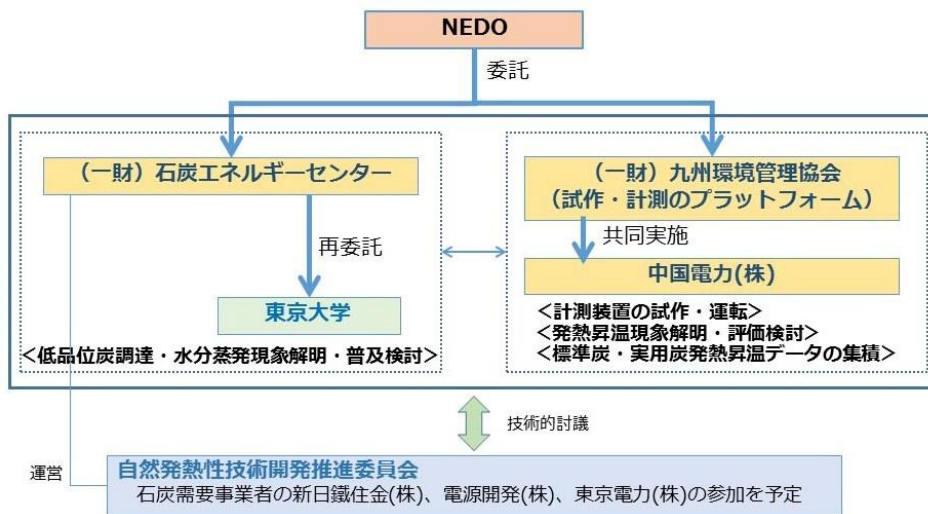 NEDO
委託
（一財）石炭エネルギーセンター
再委託
東京大学
<低品位炭調達・水分蒸発現象解明・普及検討>
（一財）九州環境管理協会
（試作・計測のプラットフォーム）
共同実施
中国電力(株)
<計測装置の試作・運転>
<発熱昇温現象解明・評価検討>
<標準炭・実用炭発熱昇温データの集積>
技術的討議
運営
自然発熱性技術開発推進委員会
石炭需要事業者の新日鐵住金(株)、電源開発(株)、東京電力(株)の参加を予定